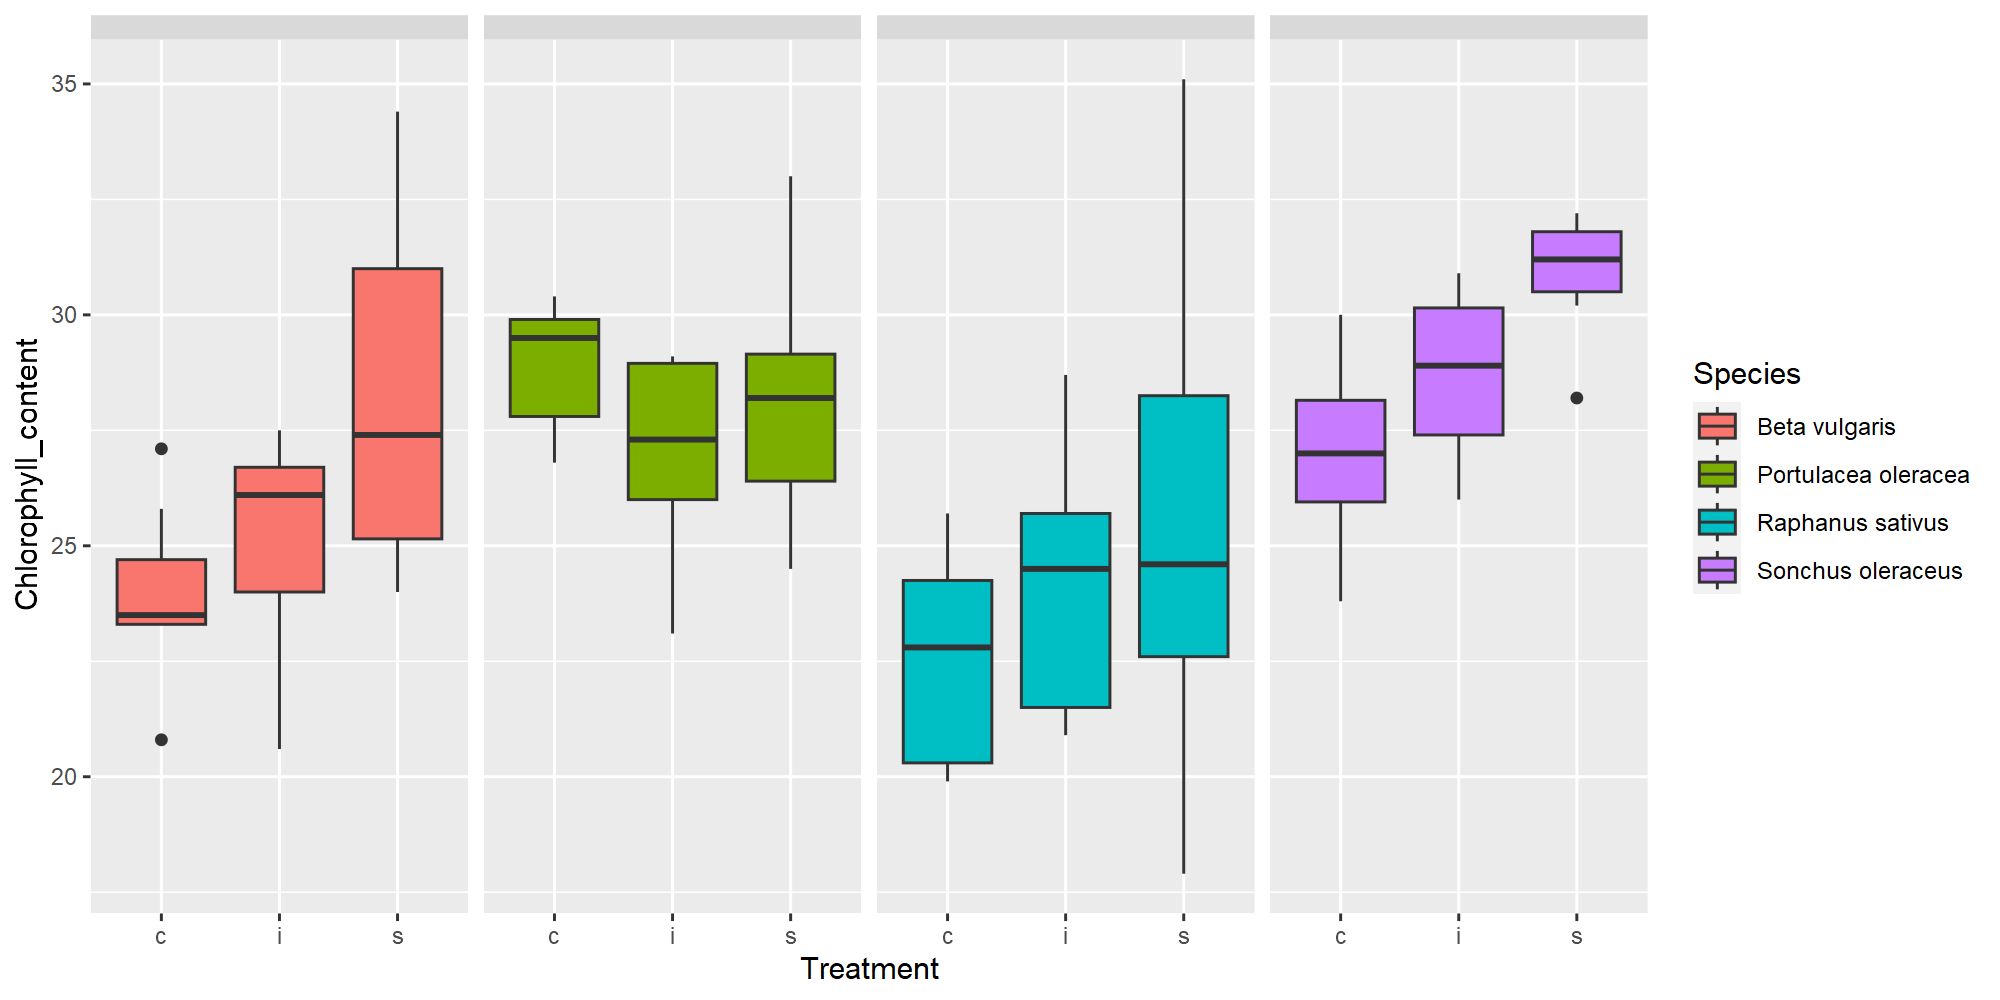 Chlorophyll_content
35
30
25
20
c i s c i s c i s c i s
Treatment
Species
Beta vulgaris
Portulacea oleracea
Raphanus sativus
Sonchus oleraceus